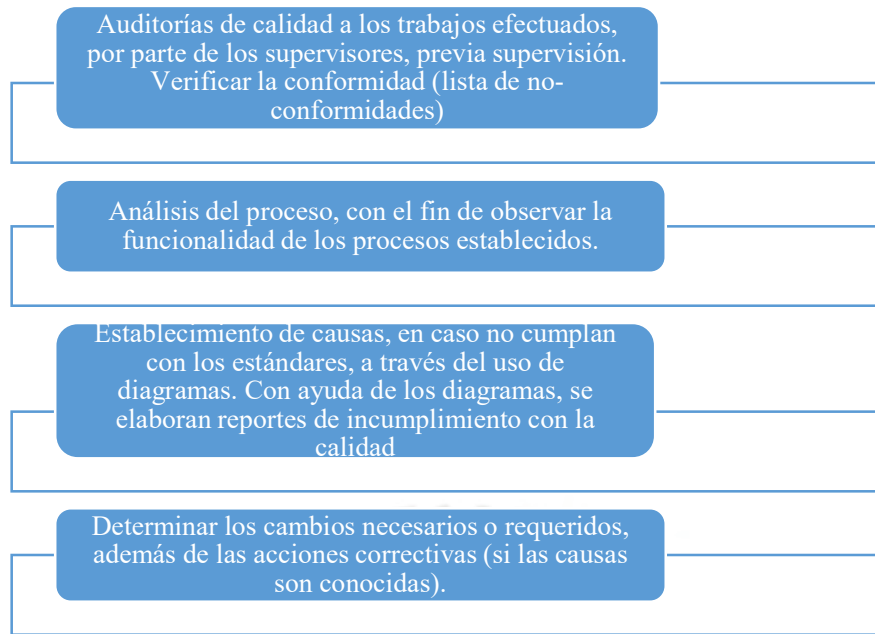 Auditorías de calidad a los trabajos efectuados,
por parte de los supervisores, previa supervisión.
Verificar la conformidad (lista de no-
conformidades)
Análisis del proceso, con el fin de observar la
funcionalidad de los procesos establecidos.
Establecimiento de causas, en caso no cumplan
con los estándares, a través del uso de
diagramas. Con ayuda de los diagramas, se
elaboran reportes de incumplimiento con la
calidad
Determinar los cambios necesarios o requeridos,
además de las acciones correctivas (si las causas
son conocidas).